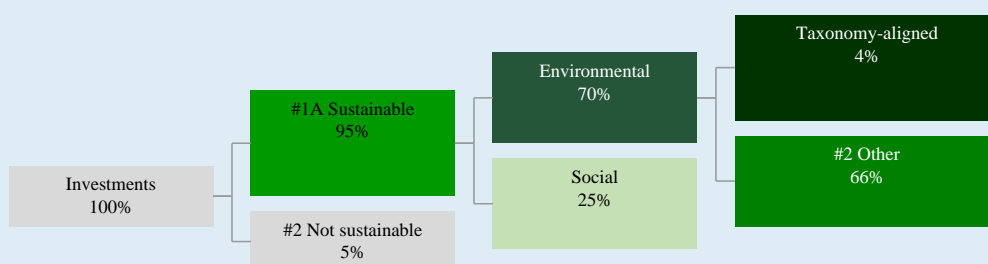 Taxonomy-aligned
4%
Environmental
70%
#1A Sustainable
95%
#2 Other
66%
Investments
100%
Social
25%
#2 Not sustainable
5%